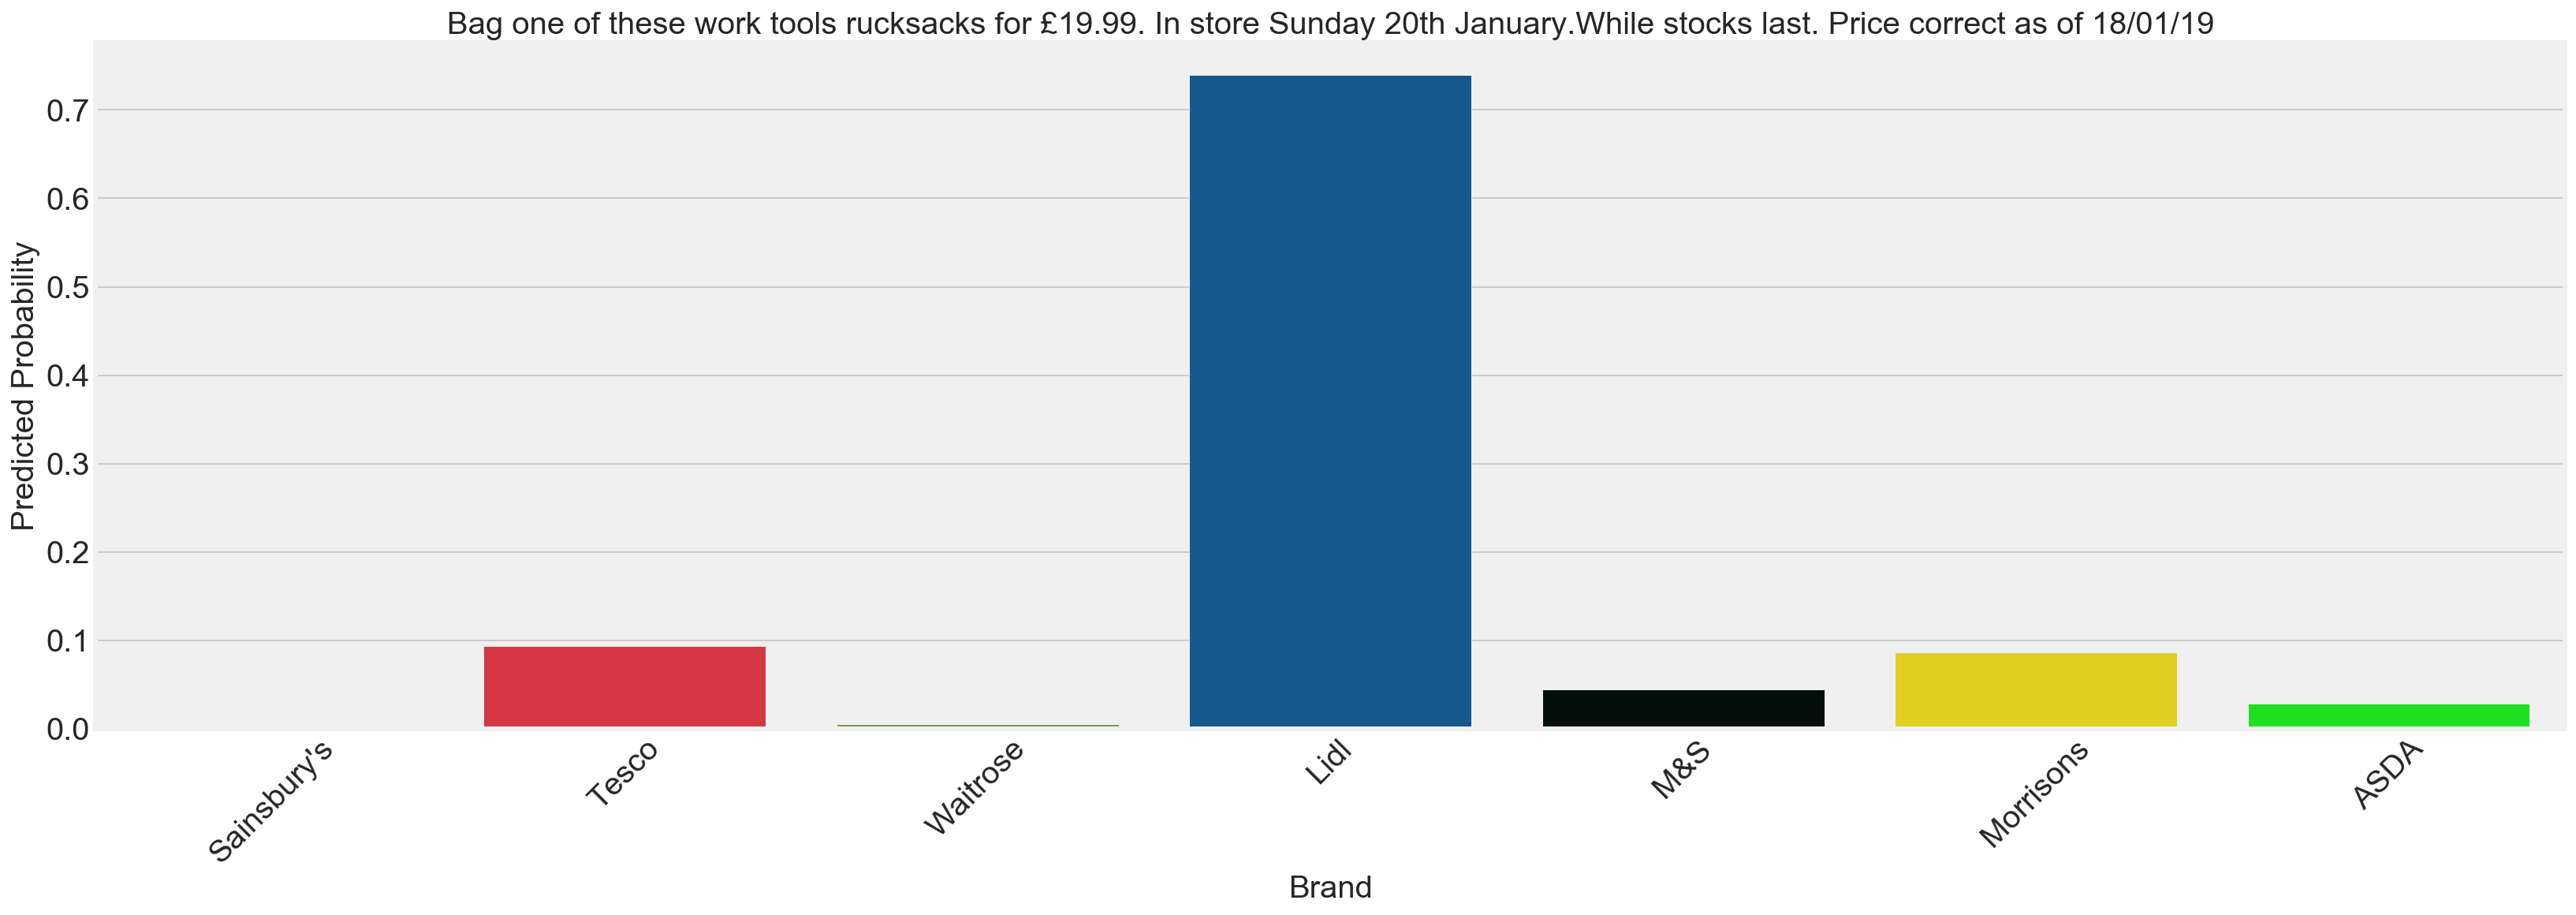 Bag one of these work tools rucksacks for £19.99. In store Sunday 20th January.While stocks last. Price correct as of 18/01/19
Predicted Probability
0.7
0.6
0.5
0.4
0.3
0.2
0.1
0.0
Sainsbury's
Tesco
Waitrose
Lidl
M&S
Morrisons
ASDA
Brand